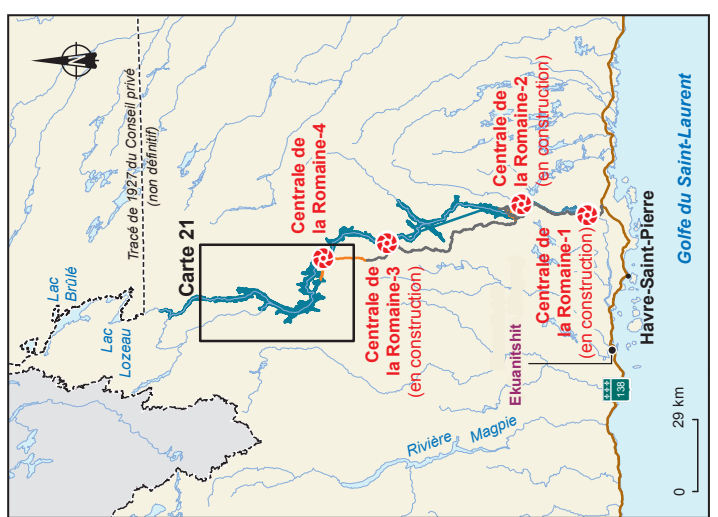 Tracé de 1927 du Conseil privé
(non définitif)
Lac
Brûlé
Lac
Lozeau
Carte 21
Centrale de
la Romaine-4
Centrale de
la Romaine-3
(en construction)
Centrale de
la Romaine-2
(en construction)
Centrale de
la Romaine-1
(en construction)
Ekuanitshit
Rivière
Magpie
Havre-Saint-Pierre
138
Golfe du Saint-Laurent
0
29 km